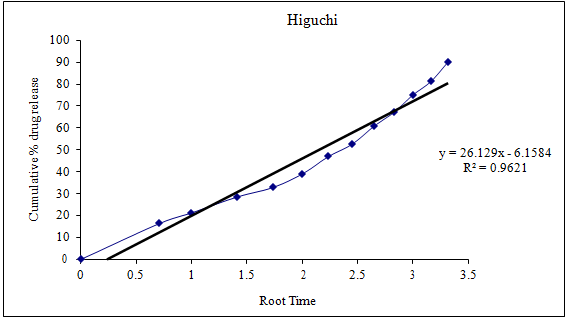 Higuchi
100
90
80
70
60
50
40
30
20
10
0
Cumulative % drug release
y = 26.129x - 6.1584
R² = 0.9621
0 0.5 1 1.5 2 2.5 3 3.5
Root Time